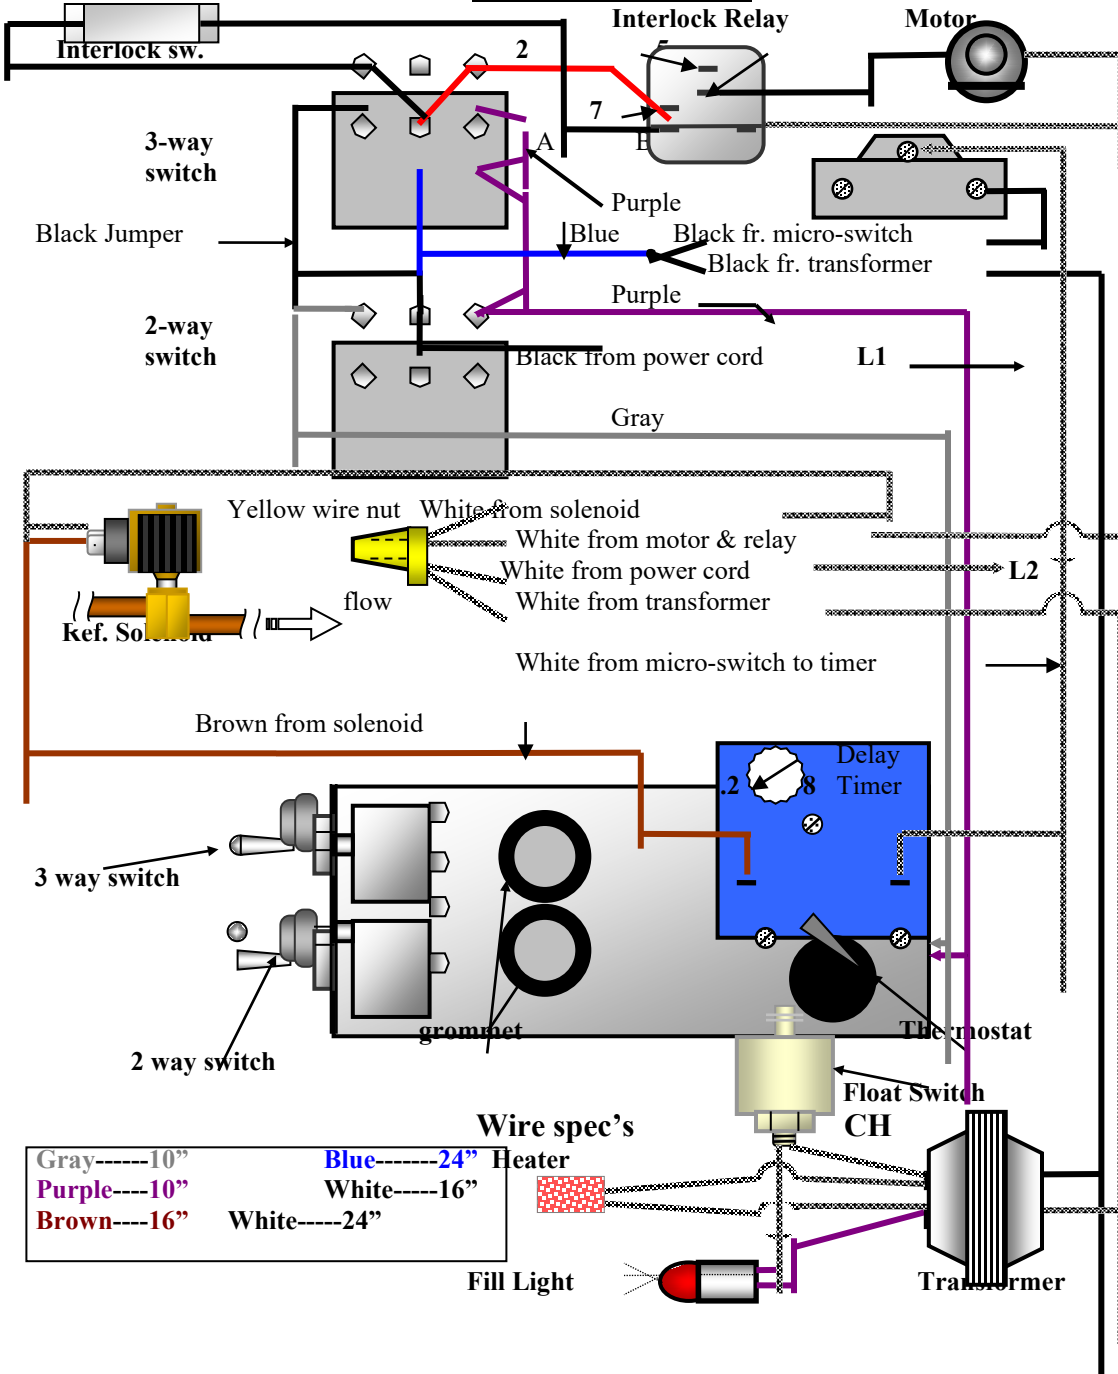 Interlock Relay
Motor
Interlock sw.
2
5
7
3-way
switch
A
B
Purple
Black Jumper
Blue
Black fr. micro-switch
Black fr. transformer
Purple
2-way
switch
Black from power cord
L1
Gray
Yellow wire nut
White from solenoid
White from motor & relay
White from power cord
L2
flow
White from transformer
Ref. Solenoid
White from micro-switch to timer
Brown from solenoid
Delay
Timer
.2
8
3 way switch
grommet
Thermostat
2 way switch
Float Switch
CH
Wire spec's
Gray------10”
Blue--------24”
Heater
Purple----10”
White-----16”
Brown----16”
White-----24”
Fill Light
Transformer